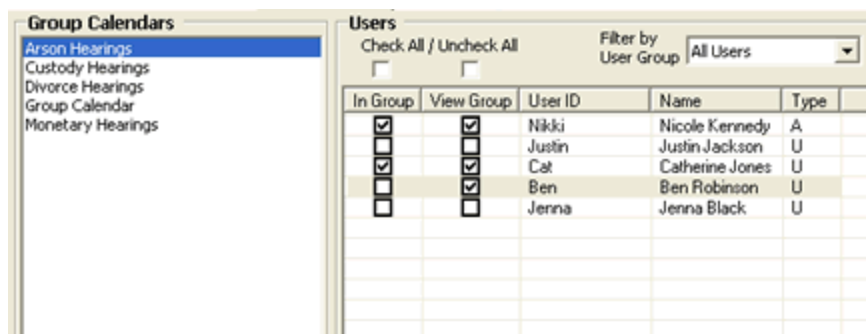 Group Calendars
Arson Hearings
Custody Hearings
Divorce Hearings
Group Calendar
Monetary Hearings
Users
Check All / Uncheck All
Filter by
User Group
All Users
In Group View Group User ID Name Type
Nikki Nicole Kennedy A
Justin Justin Jackson U
Cat Catherine Jones U
Ben Ben Robinson U
Jenna Jenna Black U